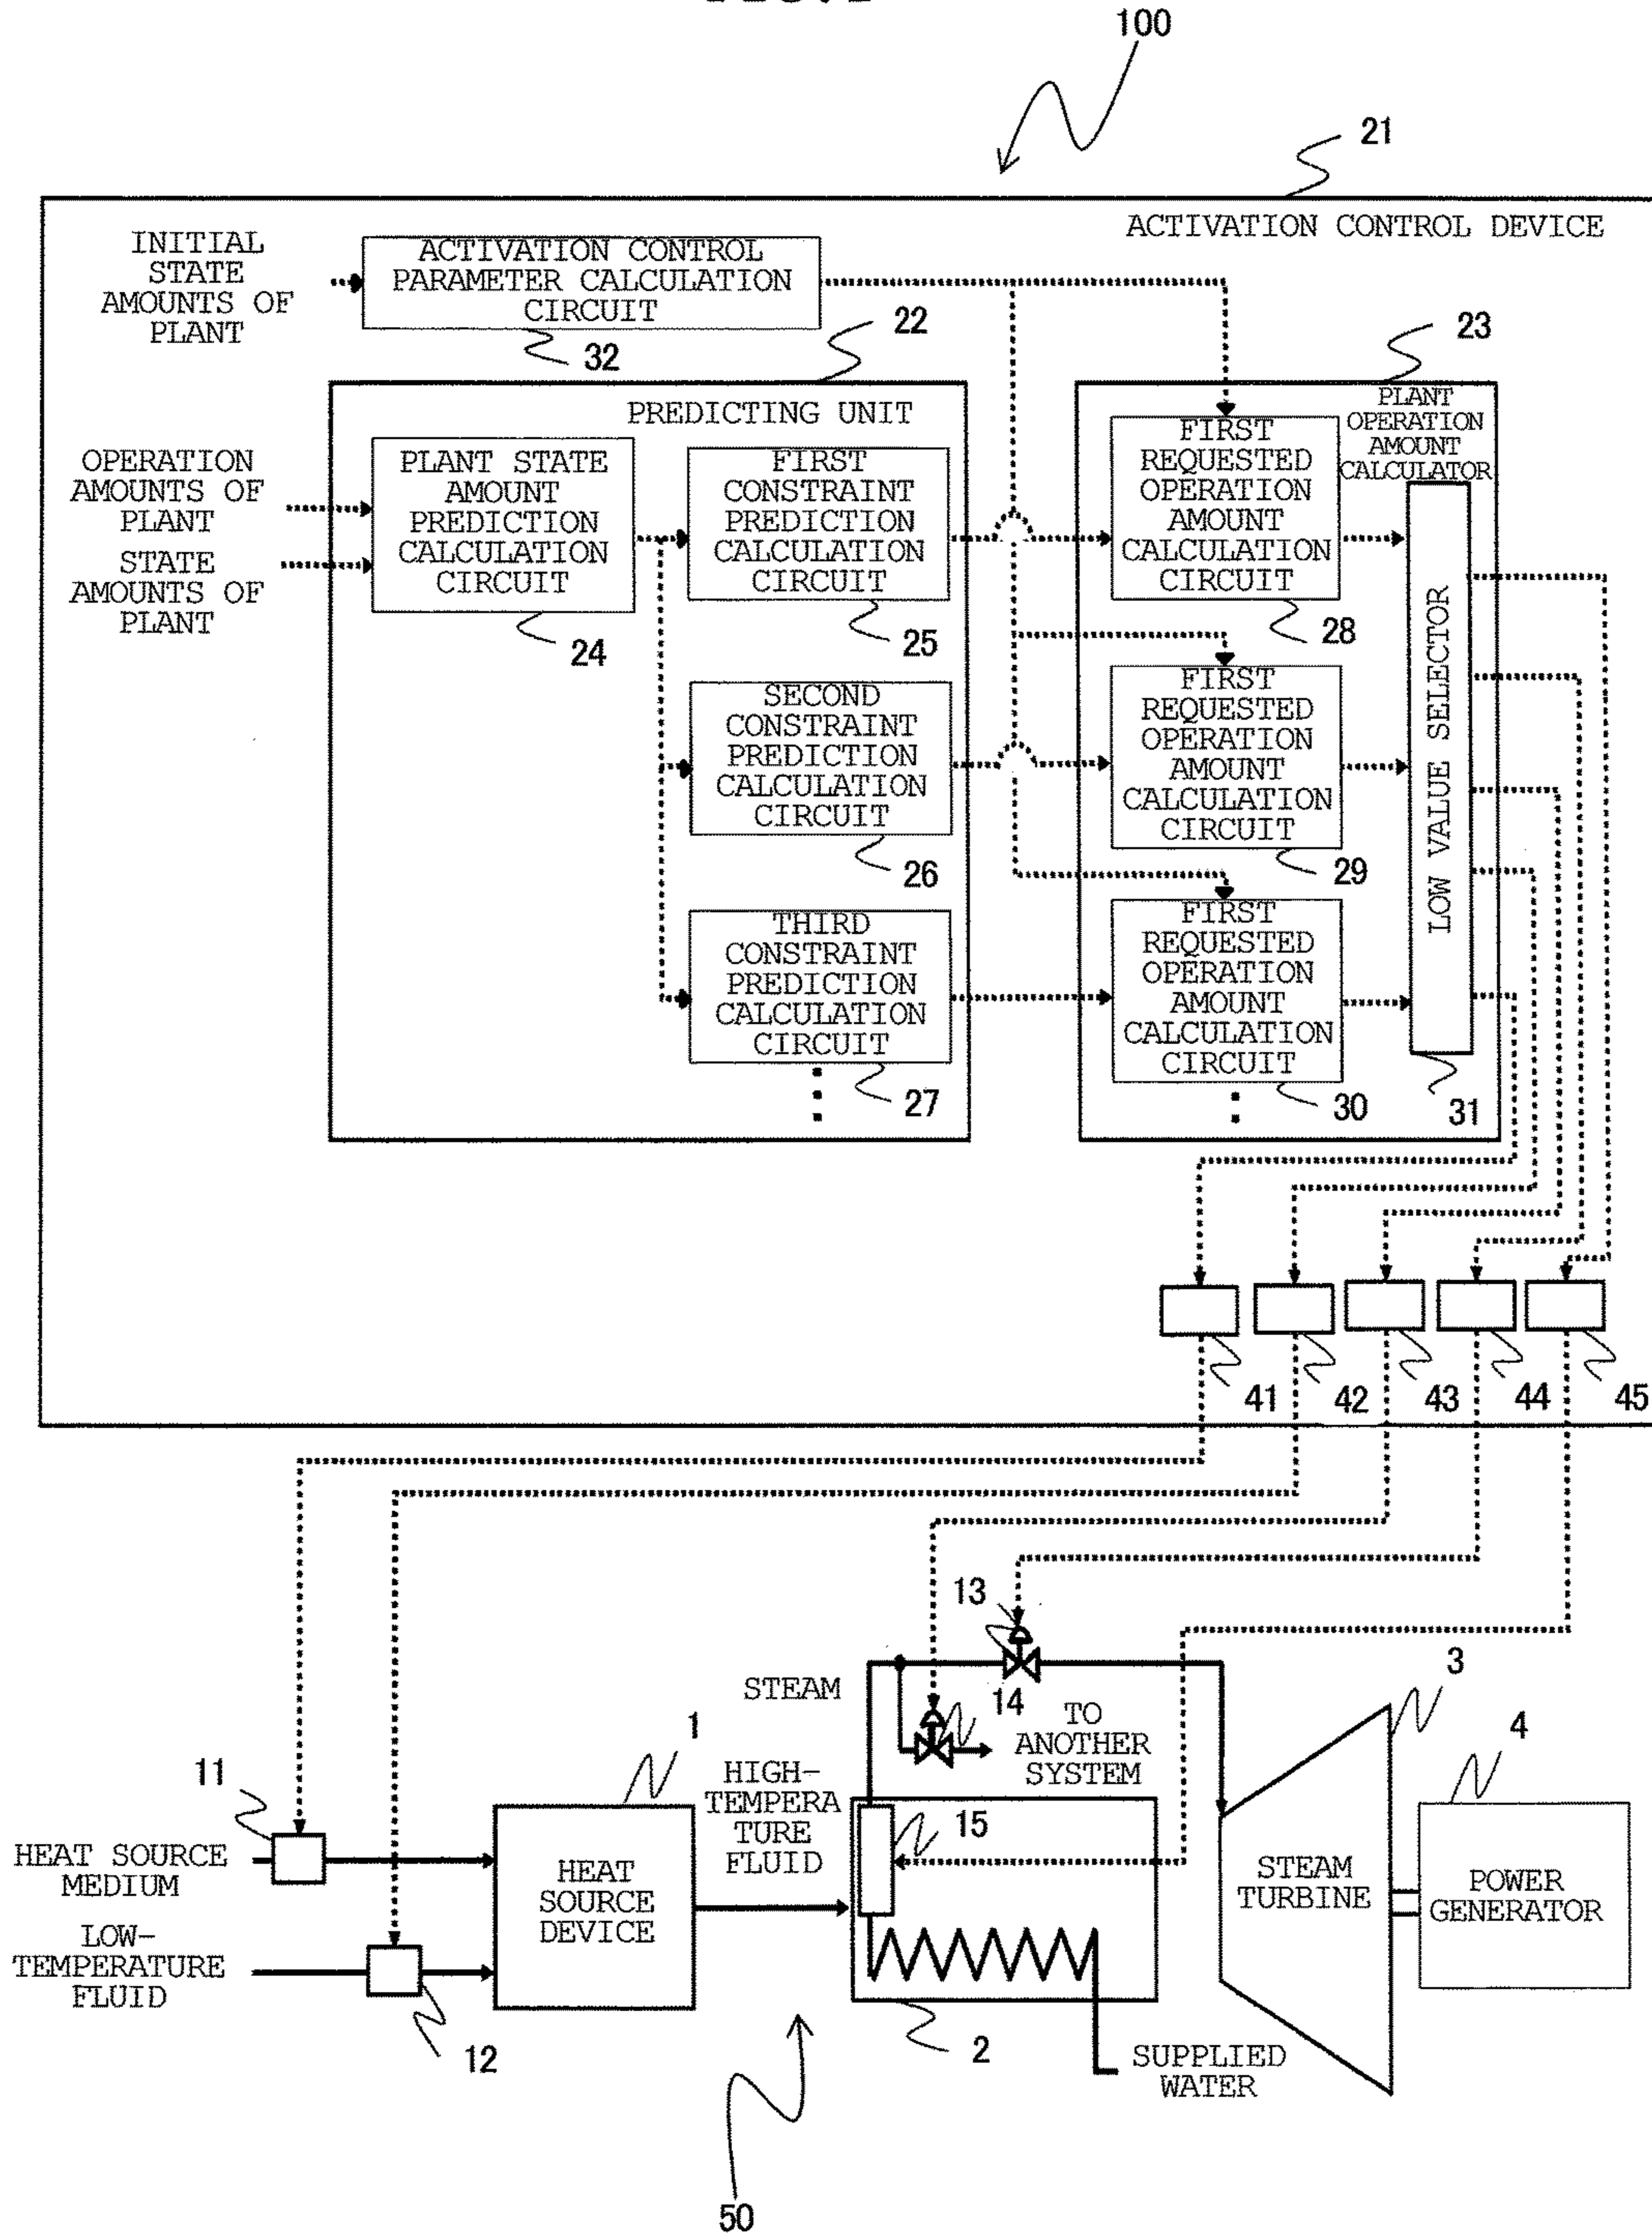 100
21
ACTIVATION CONTROL DEVICE
INITIAL
STATE
AMOUNTS OF
PLANT
ACTIVATION CONTROL
PARAMETER CALCULATION
CIRCUIT
32
22
23
PREDICTING UNIT
PLANT
OPERATION
AMOUNT
CALCULATOR
OPERATION
AMOUNTS OF
PLANT
STATE
AMOUNTS OF
PLANT
PLANT STATE
AMOUNT
PREDICTION
CALCULATION
CIRCUIT
24
FIRST
CONSTRAINT
PREDICTION
CALCULATION
CIRCUIT
25
SECOND
CONSTRAINT
PREDICTION
CALCULATION
CIRCUIT
26
THIRD
CONSTRAINT
PREDICTION
CALCULATION
CIRCUIT
27
FIRST
REQUESTED
OPERATION
AMOUNT
CALCULATION
CIRCUIT
28
FIRST
REQUESTED
OPERATION
AMOUNT
CALCULATION
CIRCUIT
29
FIRST
REQUESTED
OPERATION
AMOUNT
CALCULATION
CIRCUIT
30
LOW VALUE SELECTOR
31
41
42
43
44
45
13
14
STEAM
TO
ANOTHER
SYSTEM
3
4
1
11
HIGH-
TEMPERA
TURE
FLUID
15
HEAT SOURCE
MEDIUM
HEAT
SOURCE
DEVICE
STEAM
TURBINE
POWER
GENERATOR
LOW-
TEMPERATURE
FLUID
12
2
SUPPLIED
WATER
50